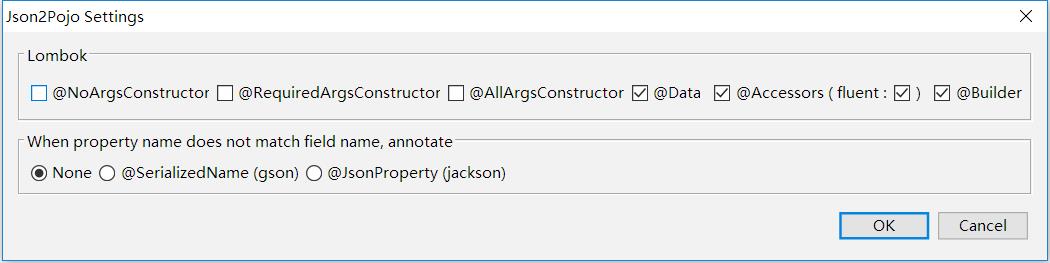 Json2Pojo Settings
Lombok
@NoArgsConstructor @RequiredArgsConstructor @AllArgsConstructor @Data @Accessors ( fluent : ) @Builder
When property name does not match field name, annotate
None @SerializedName (gson) @JsonProperty (jackson)
OK Cancel